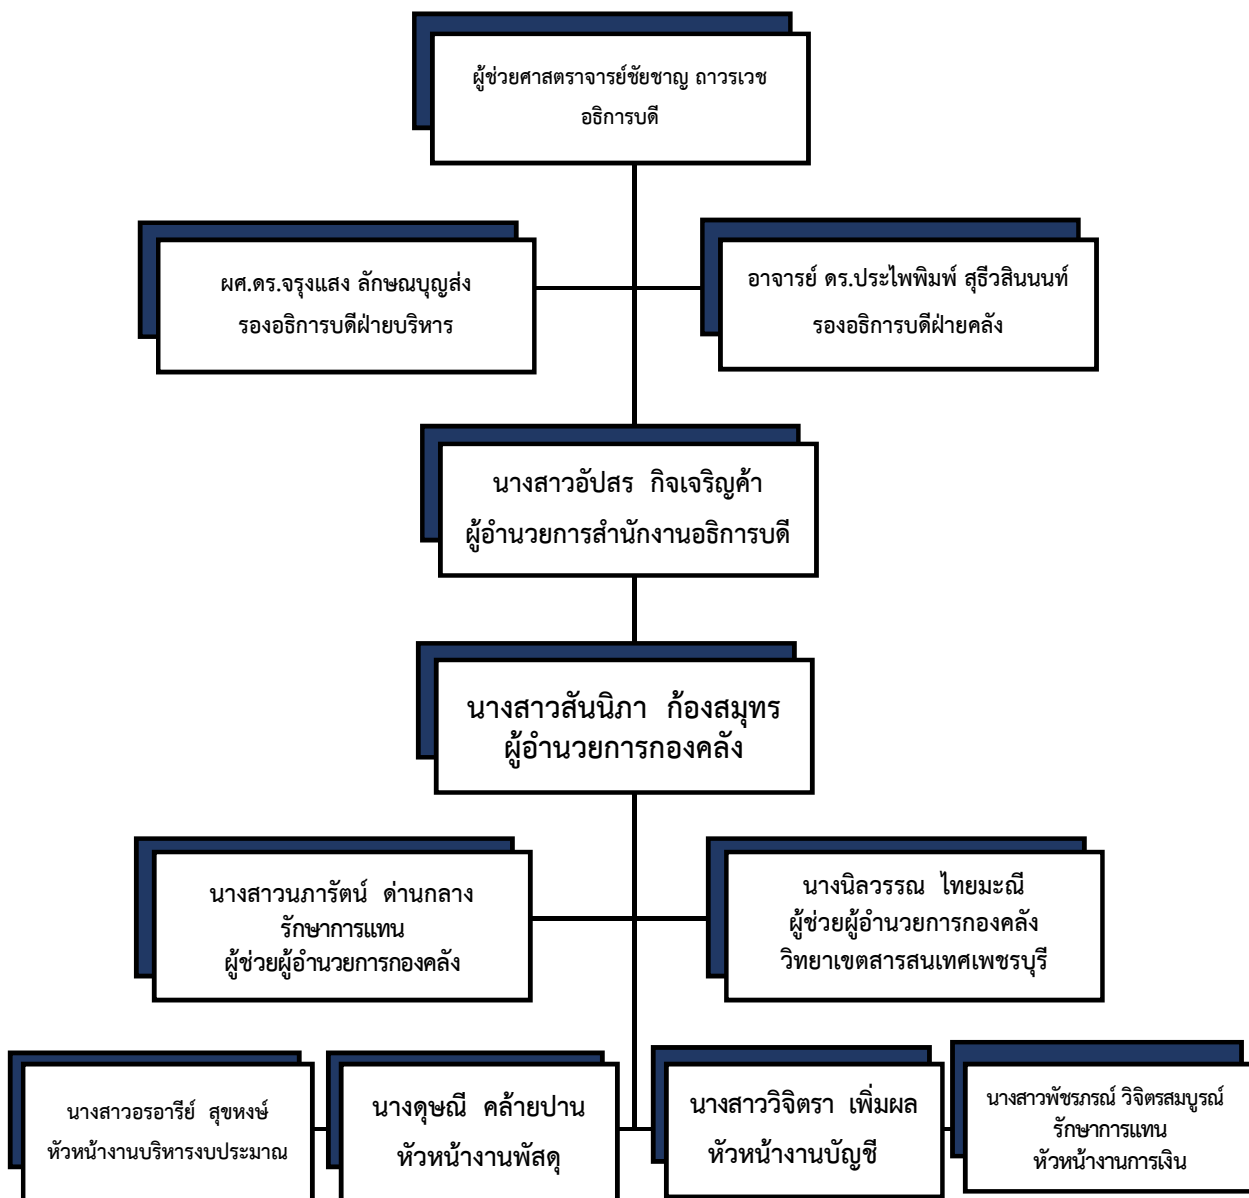 ผู้ช่วยศาสตราจารย์ชัยชาญ ถาวรเวช
อธิการบดี
ผศ.ดร.จรุงแสง ลักษณบุญส่ง
รองอธิการบดีฝ่ายบริหาร
อาจารย์ ดร.ประไพพิมพ์ สุธีวสินนนท์
รองอธิการบดีฝ่ายคลัง
นางสาวอัปสร กิจเจริญค้า
ผู้อำนวยการสำนักงานอธิการบดี
นางสาวสันนิภา ก้องสมุทร
ผู้อำนวยการกองคลัง
นางสาวนภารัตน์ ด่านกลาง
รักษาการแทน
ผู้ช่วยผู้อำนวยการกองคลัง
นางนิลวรรณ ไทยมะณี
ผู้ช่วยผู้อำนวยการกองคลัง
วิทยาเขตสารสนเทศเพชรบุรี
นางสาวอรอารีย์ สุขหงษ์
หัวหน้างานบริหารงบประมาณ
นางดุษณี คล้ายปาน
หัวหน้างานพัสดุ
นางสาววิจิตรา เพิ่มผล
หัวหน้างานบัญชี
นางสาวพัชรภรณ์ วิจิตรสมบูรณ์
รักษาการแทน
หัวหน้างานการเงิน